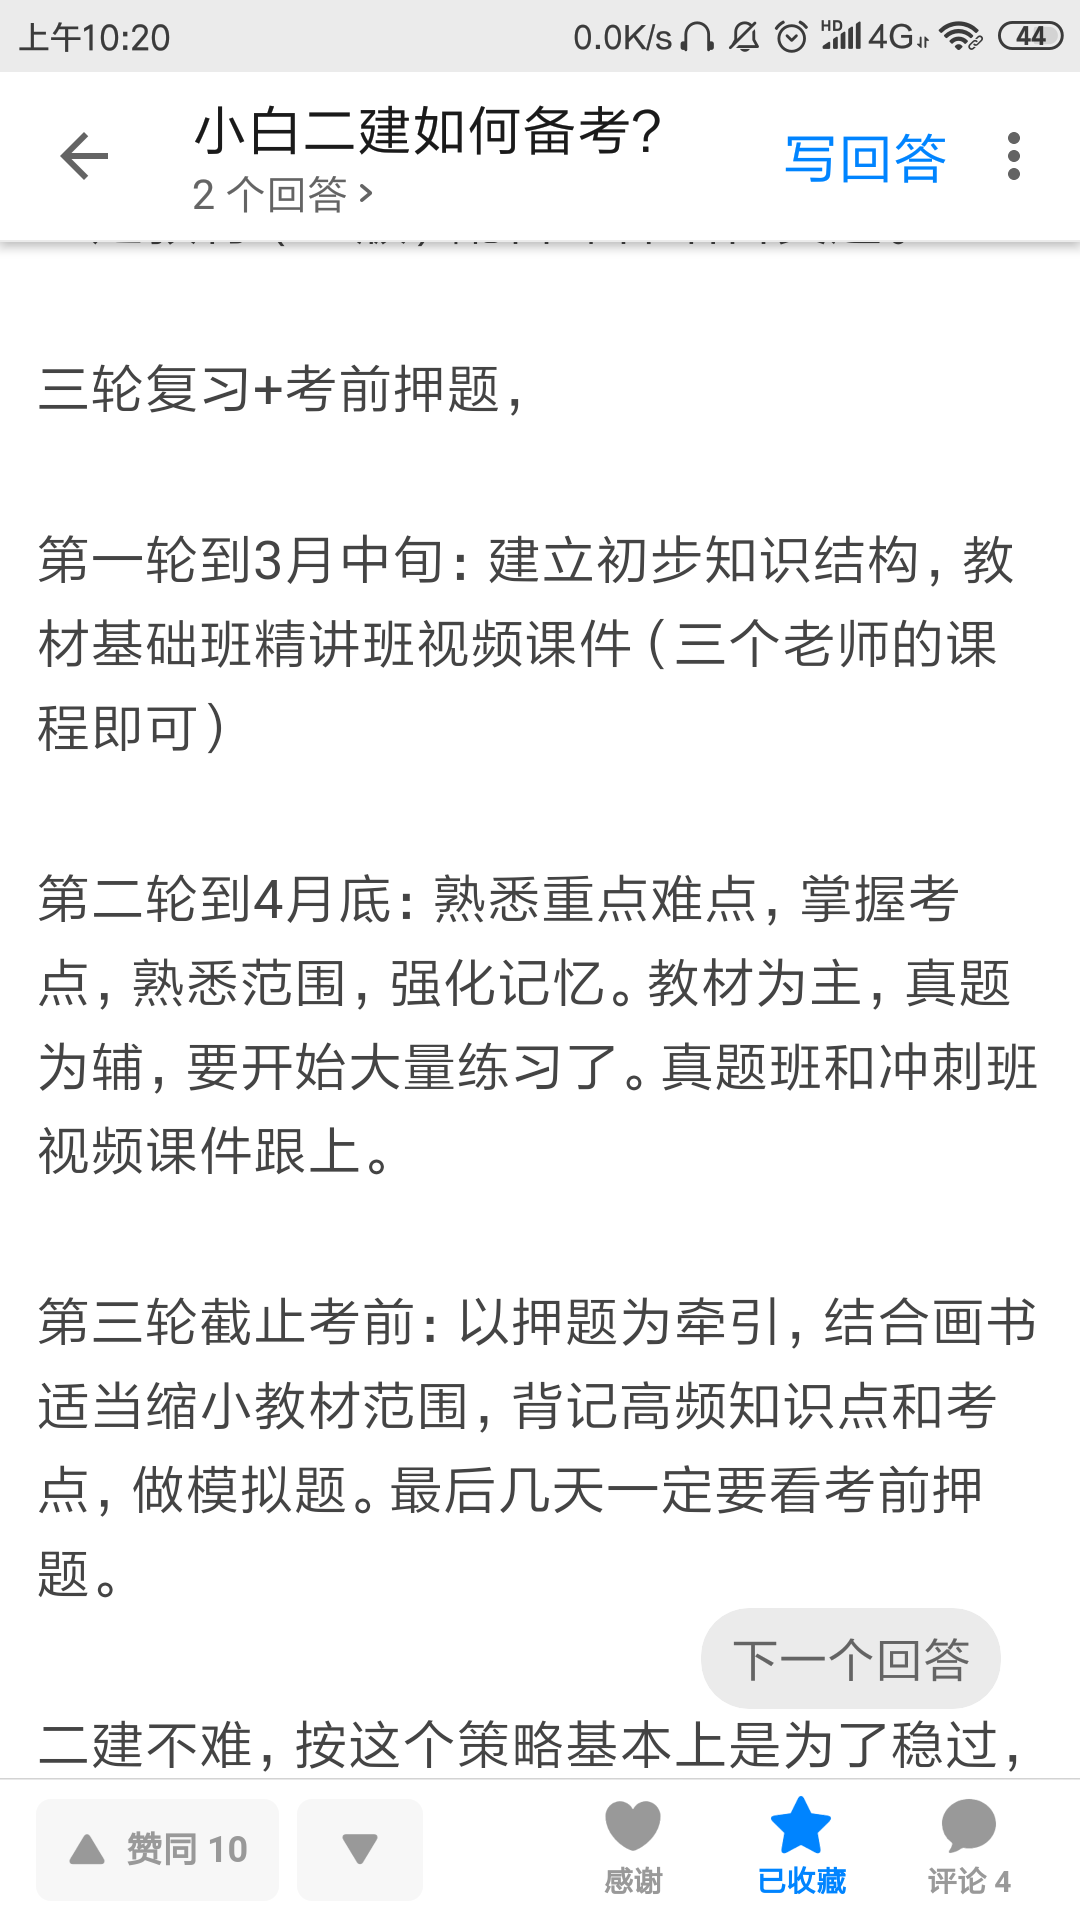 上午10:20
0.0K/s HD 4G 44
小白二建如何备考?
2 个回答 >
写回答
三轮复习+考前押题，
第一轮到3月中旬：建立初步知识结构，教
材基础班精讲班视频课件（三个老师的课
程即可）
第二轮到4月底：熟悉重点难点，掌握考
点，熟悉范围，强化记忆。教材为主，真题
为辅，要开始大量练习了。真题班和冲刺班
视频课件跟上。
第三轮截止考前：以押题为牵引，结合画书
适当缩小教材范围，背记高频知识点和考
点，做模拟题。最后几天一定要看考前押
题。
下一个回答
二建不难，按这个策略基本上是为了稳过，
赞同 10
感谢
已收藏
评论 4